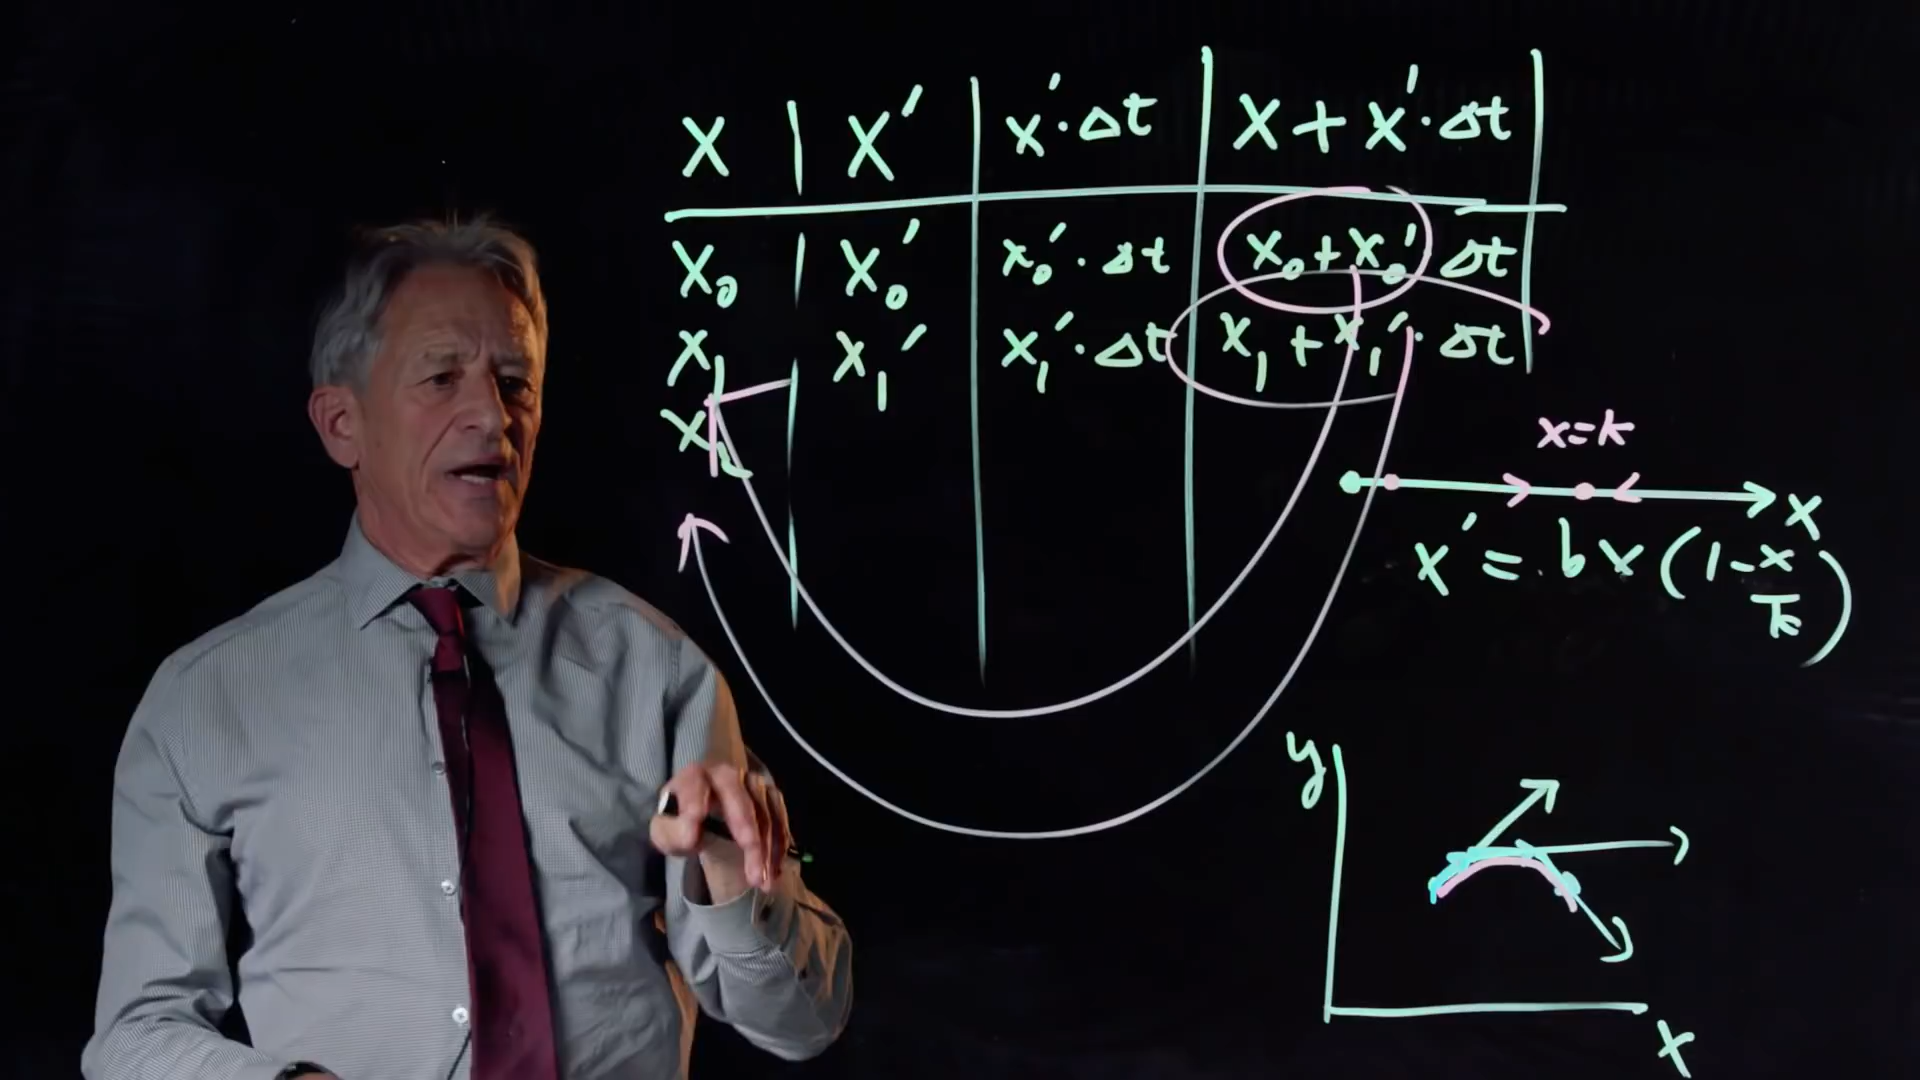 X | X′ | x′·Δt | X + x′·Δt
X₀ | X₀′ | x₀′·Δt | X₀+X₀′ Δt
X₁ | X₁′ | X₁′·Δt | X₁+X₁′·Δt
X₂
x=k
X
X′ = bx(1-x/k)
y
X